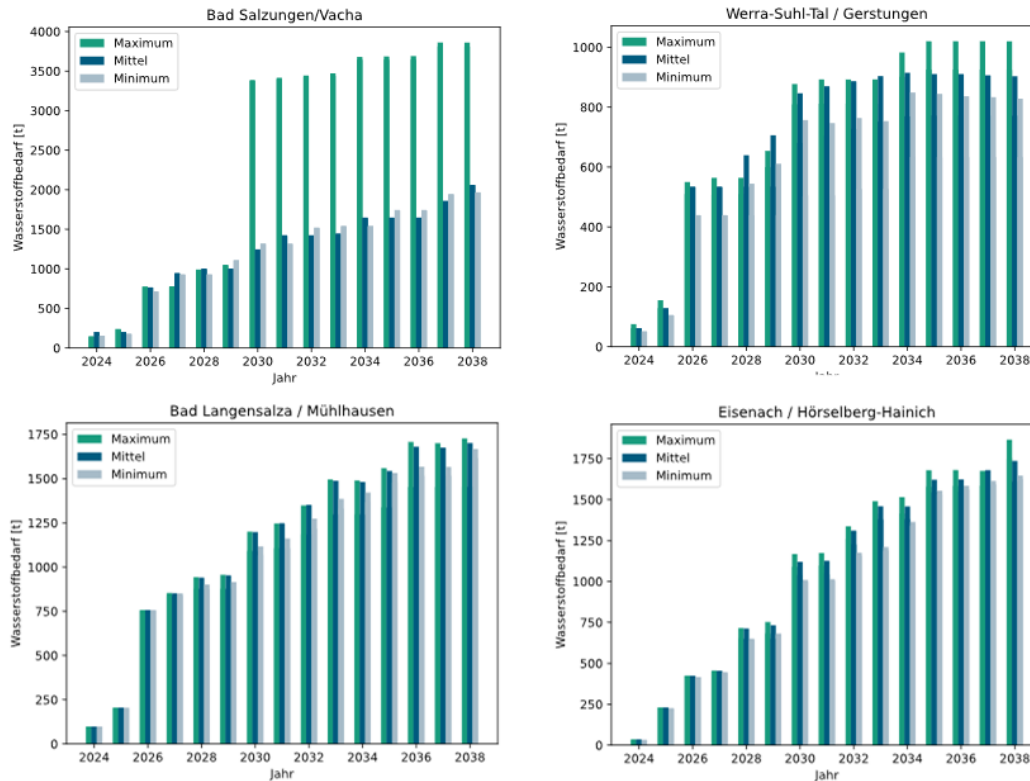 Bad Salzungen/Vacha
4000
3500
3000
2500
2000
1500
1000
500
0
Wasserstoffbedarf [t]
Maximum
Mittel
Minimum
2024 2026 2028 2030 2032 2034 2036 2038
Jahr
Werra-Suhl-Tal / Gerstungen
1000
800
600
400
200
0
Wasserstoffbedarf [t]
Maximum
Mittel
Minimum
2024 2026 2028 2030 2032 2034 2036 2038
Jahr
Bad Langensalza / Mühlhausen
1750
1500
1250
1000
750
500
250
0
Wasserstoffbedarf [t]
Maximum
Mittel
Minimum
2024 2026 2028 2030 2032 2034 2036 2038
Jahr
Eisenach / Hörselberg-Hainich
1750
1500
1250
1000
750
500
250
0
Wasserstoffbedarf [t]
Maximum
Mittel
Minimum
2024 2026 2028 2030 2032 2034 2036 2038
Jahr